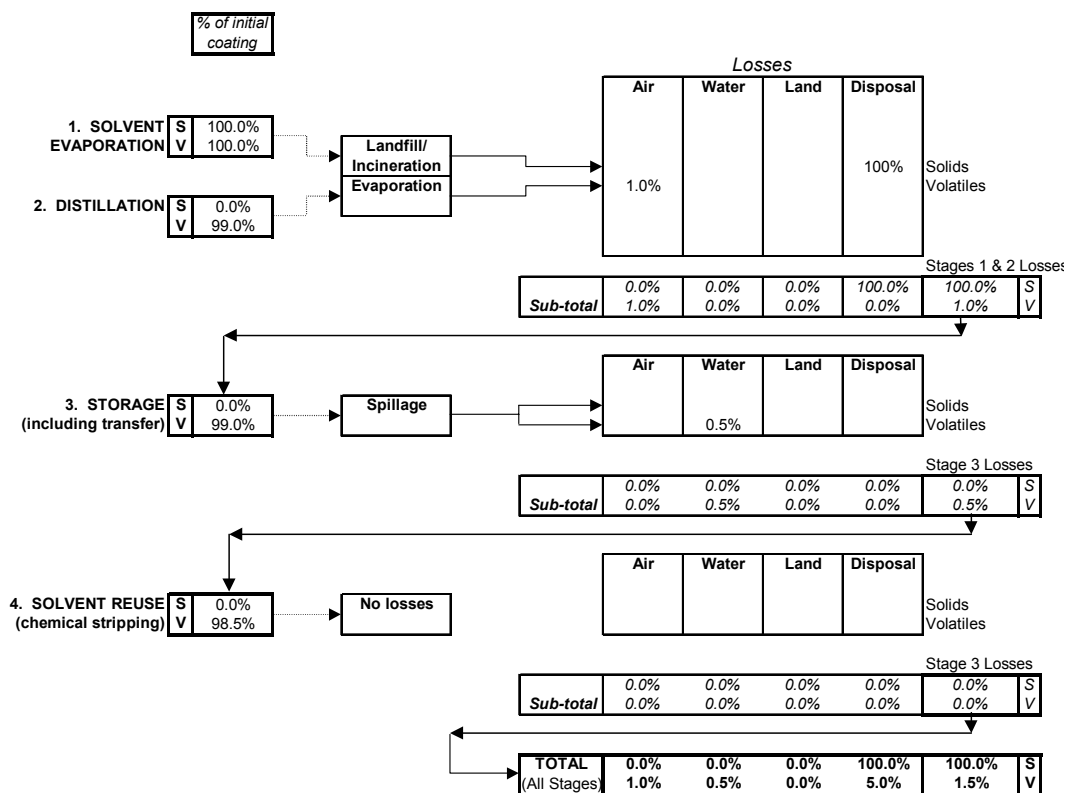 % of initial
coating
Losses
Air Water Land Disposal
1. SOLVENT S 100.0%
EVAPORATION V 100.0%
Landfill/
Incineration
100% Solids
Evaporation
1.0% Volatiles
2. DISTILLATION S 0.0%
V 99.0%
Stages 1 & 2 Losses
0.0% 0.0% 0.0% 100.0% 100.0% S
Sub-total 1.0% 0.0% 0.0% 0.0% 1.0% V
Air Water Land Disposal
3. STORAGE S 0.0% Spillage Solids
(including transfer) V 99.0% 0.5% Volatiles
Stage 3 Losses
0.0% 0.0% 0.0% 0.0% 0.0% S
Sub-total 0.0% 0.5% 0.0% 0.0% 0.5% V
Air Water Land Disposal
4. SOLVENT REUSE S 0.0% No losses Solids
(chemical stripping) V 98.5% Volatiles
Stage 3 Losses
0.0% 0.0% 0.0% 0.0% 0.0% S
Sub-total 0.0% 0.0% 0.0% 0.0% 0.0% V
TOTAL 0.0% 0.0% 0.0% 100.0% 100.0% S
(All Stages) 1.0% 0.5% 0.0% 5.0% 1.5% V